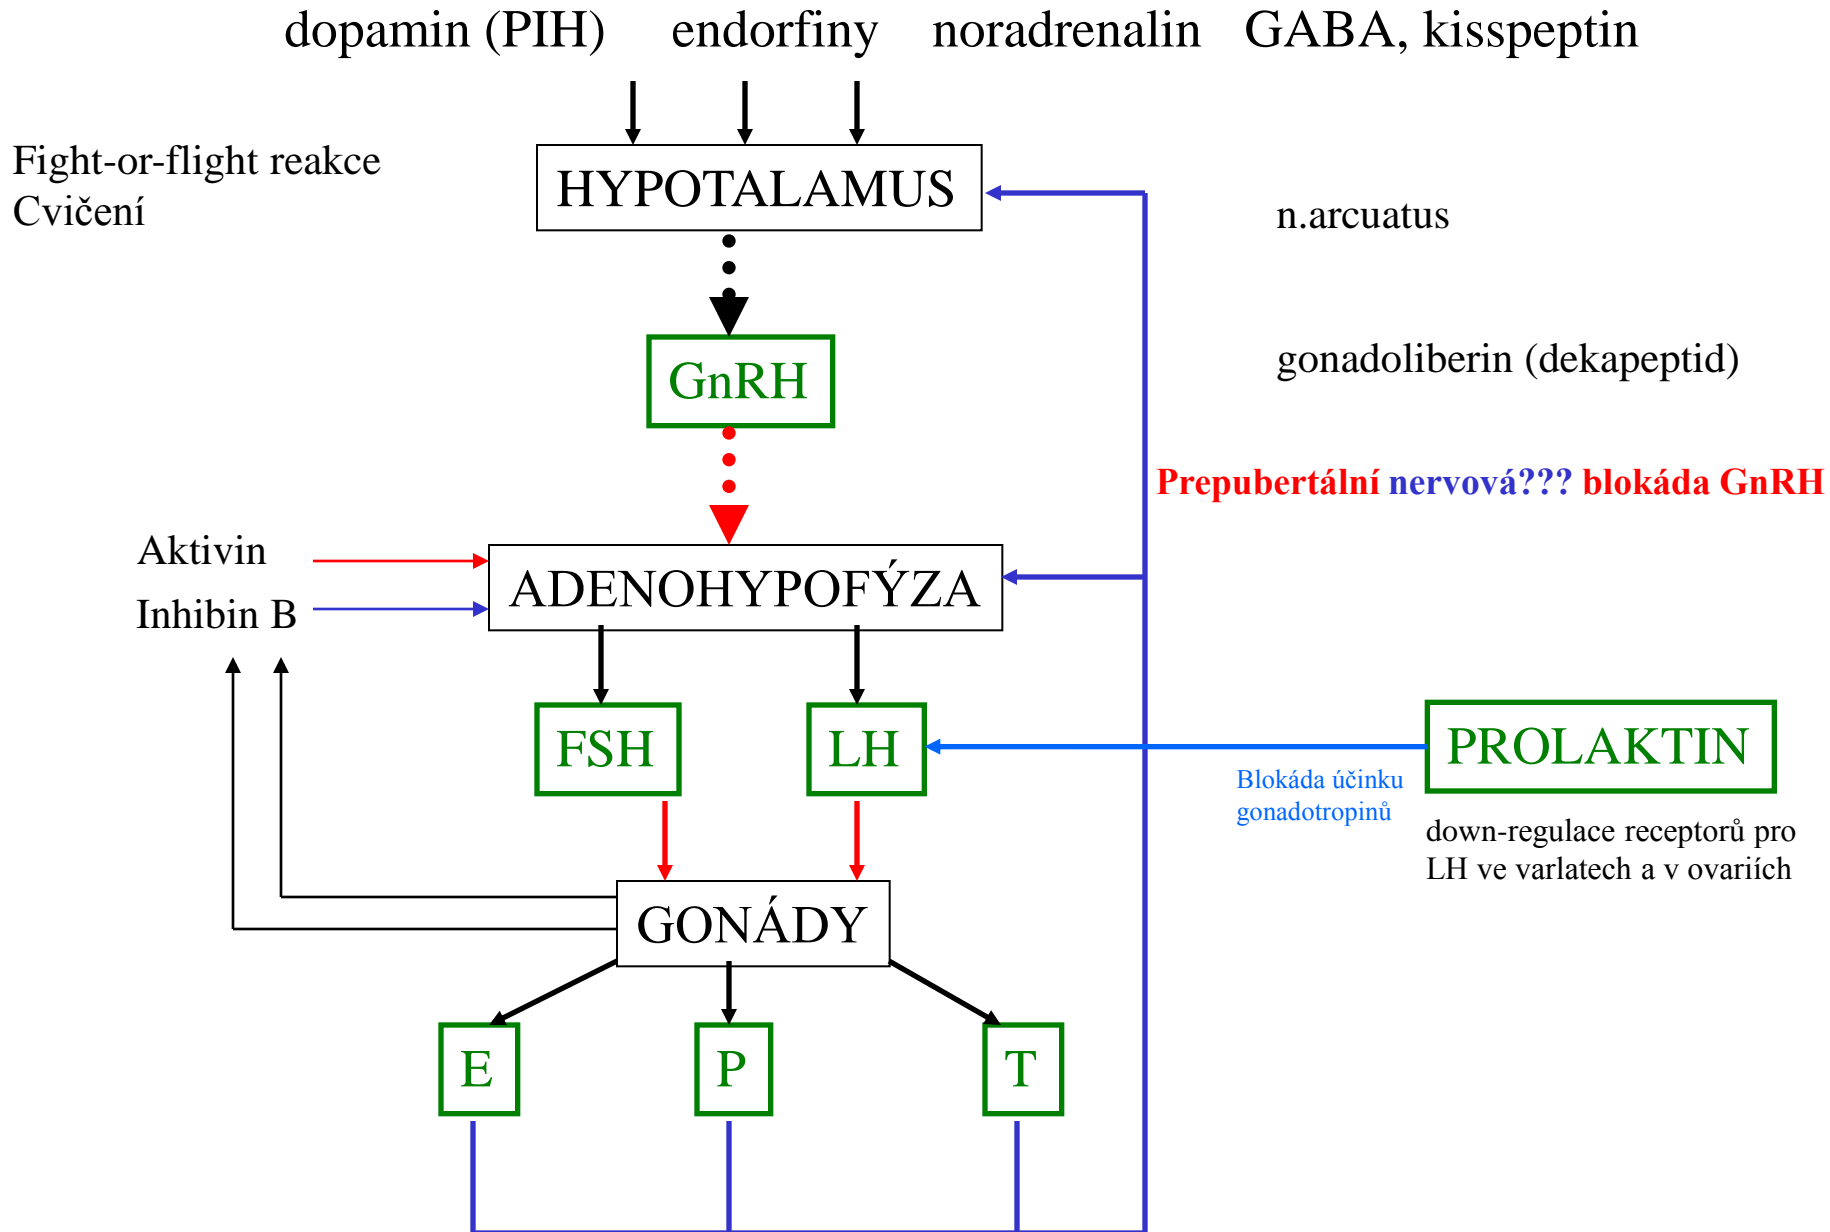 dopamin (PIH) endorfiny noradrenalin GABA, kisspeptin
Fight-or-flight reakce
Cvičení
HYPOTALAMUS
n.arcuatus
GnRH
gonadoliberin (dekapeptid)
Prepubertální nervová??? blokáda GnRH
Aktivin
Inhibin B
ADENOHYPOFÝZA
FSH
LH
PROLAKTIN
Blokáda účinku
gonadotropinů
down-regulace receptorů pro
LH ve varlatech a v ovariích
GONÁDY
E
P
T